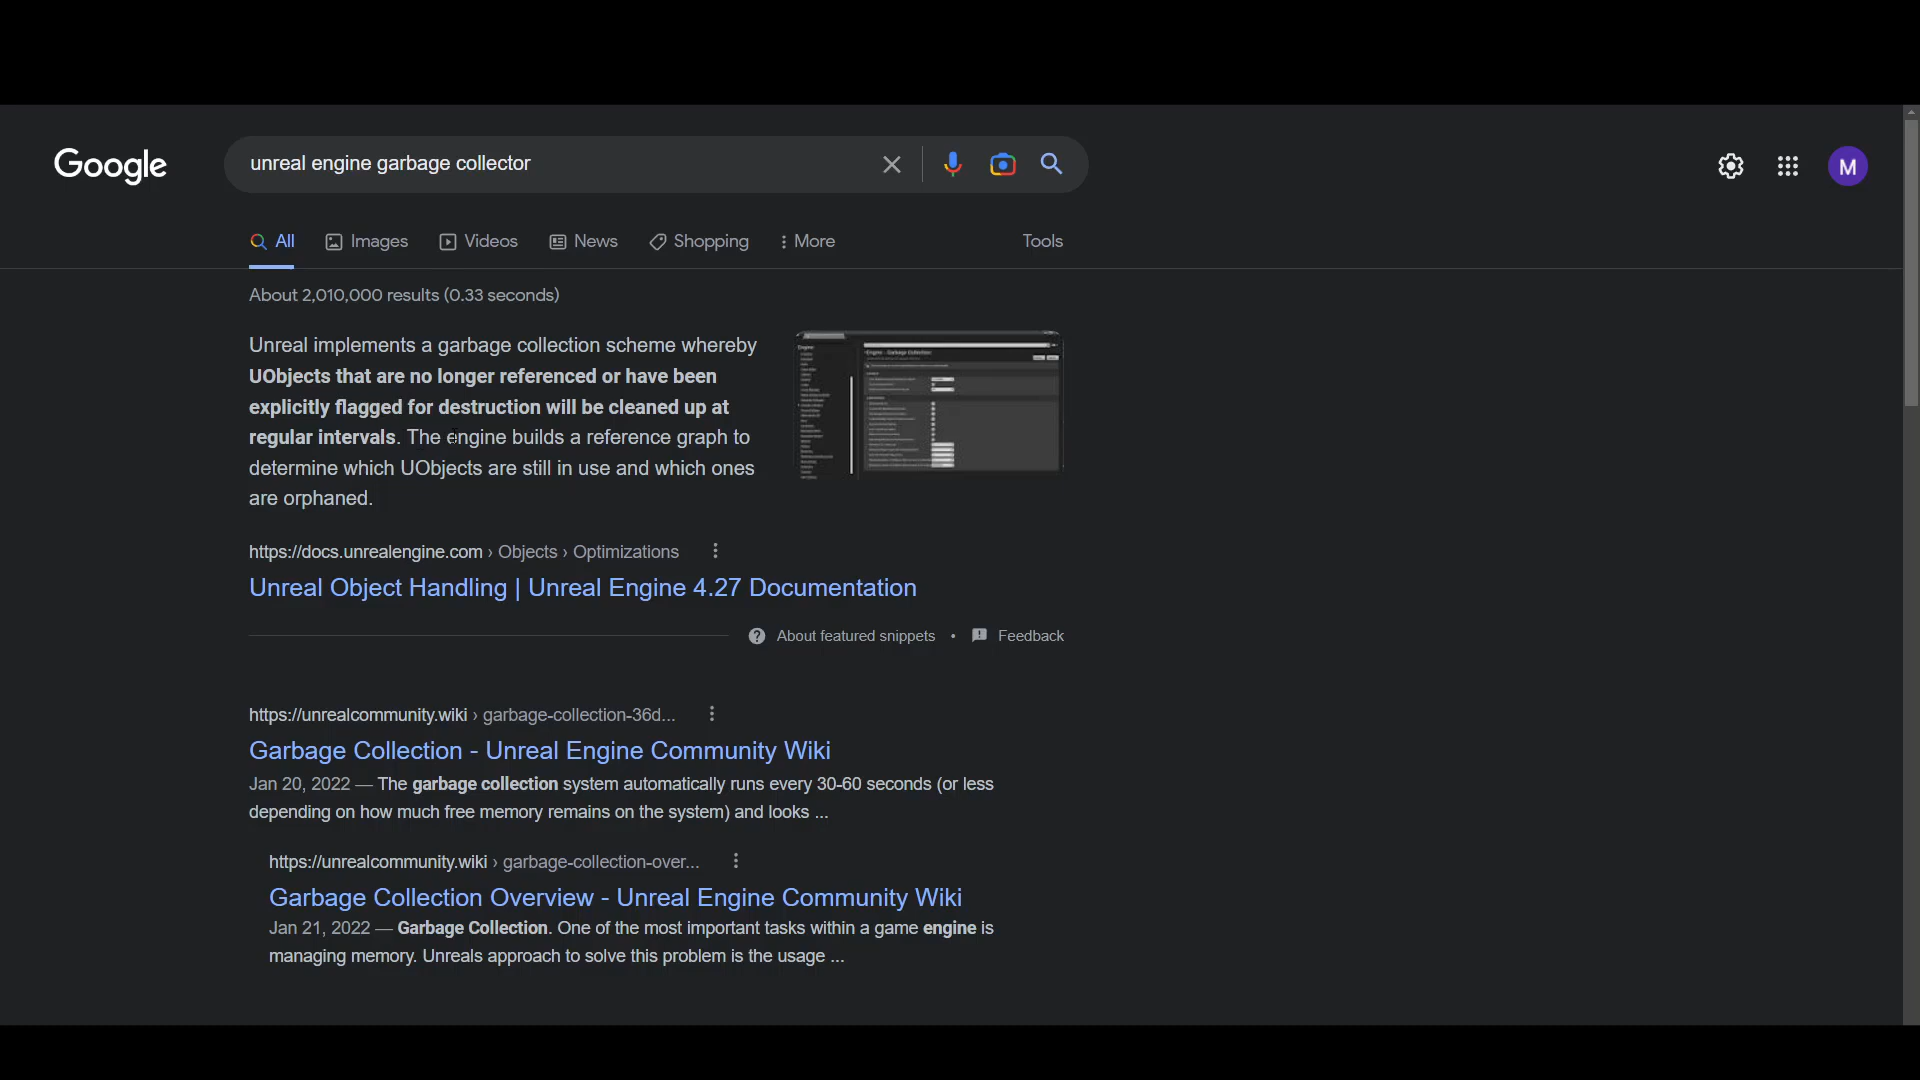 Google
unreal engine garbage collector
M
All Images Videos News Shopping More Tools
About 2,010,000 results (0.33 seconds)
Unreal implements a garbage collection scheme whereby
UObjects that are no longer referenced or have been
explicitly flagged for destruction will be cleaned up at
regular intervals. The engine builds a reference graph to
determine which UObjects are still in use and which ones
are orphaned.
https://docs.unrealengine.com › Objects › Optimizations
Unreal Object Handling | Unreal Engine 4.27 Documentation
About featured snippets • Feedback
https://unrealcommunity.wiki › garbage-collection-36d...
Garbage Collection - Unreal Engine Community Wiki
Jan 20, 2022 — The garbage collection system automatically runs every 30-60 seconds (or less
depending on how much free memory remains on the system) and looks ...
https://unrealcommunity.wiki › garbage-collection-over...
Garbage Collection Overview - Unreal Engine Community Wiki
Jan 21, 2022 — Garbage Collection. One of the most important tasks within a game engine is
managing memory. Unreals approach to solve this problem is the usage ...